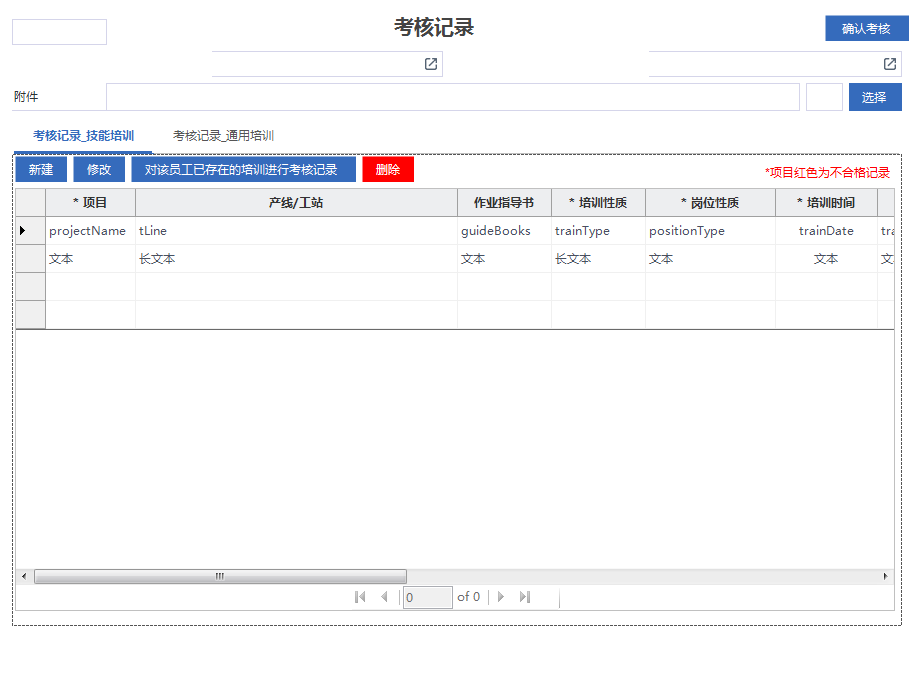 考核记录
确认考核
附件
选择
考核记录_技能培训 考核记录_通用培训
新建 修改 对该员工已存在的培训进行考核记录 删除
*项目红色为不合格记录
* 项目 产线/工站 作业指导书 * 培训性质 * 岗位性质 * 培训时间
projectName tLine guideBooks trainType positionType trainDate tra
文本 长文本 文本 长文本 文本 文本 文
0 of 0